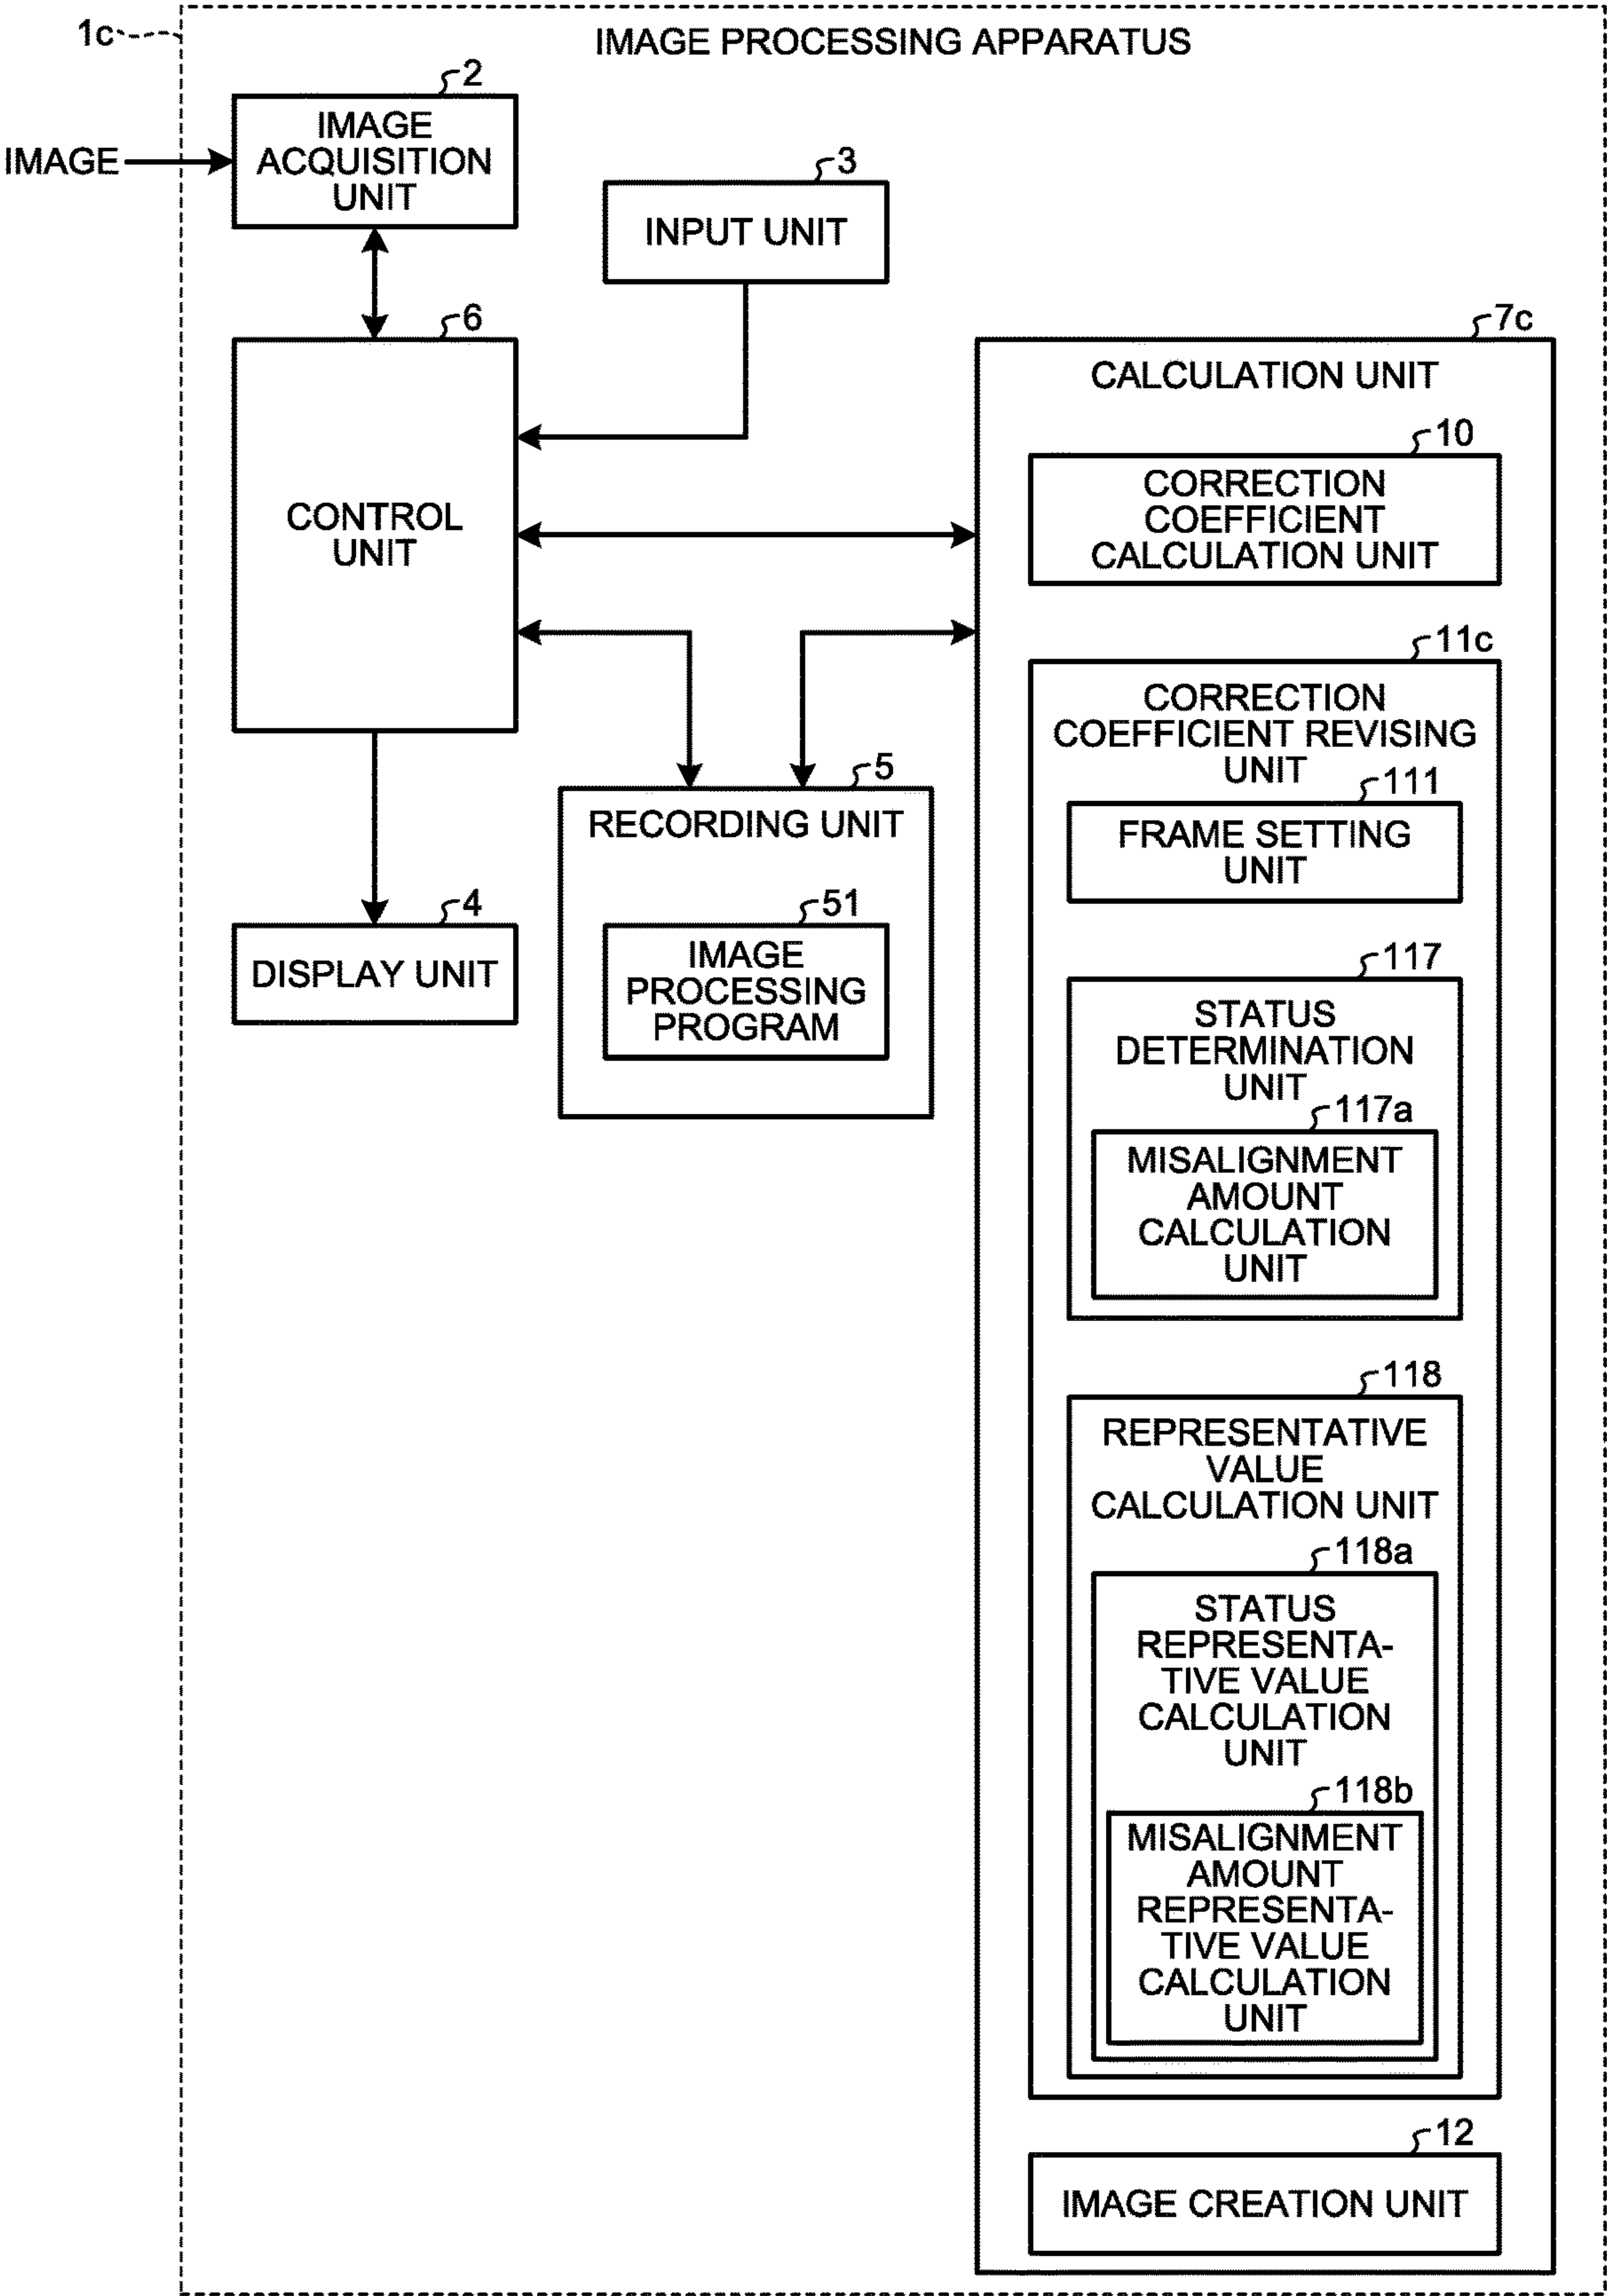 1c
IMAGE PROCESSING APPARATUS
2
IMAGE
ACQUISITION
UNIT
IMAGE
3
INPUT UNIT
6
CONTROL
UNIT
4
DISPLAY UNIT
5
RECORDING UNIT
51
IMAGE
PROCESSING
PROGRAM
7c
CALCULATION UNIT
10
CORRECTION
COEFFICIENT
CALCULATION UNIT
11c
CORRECTION
COEFFICIENT REVISING
UNIT
111
FRAME SETTING
UNIT
117
STATUS
DETERMINATION
UNIT
117a
MISALIGNMENT
AMOUNT
CALCULATION
UNIT
118
REPRESENTATIVE
VALUE
CALCULATION UNIT
118a
STATUS
REPRESENTA-
TIVE VALUE
CALCULATION
UNIT
118b
MISALIGNMENT
AMOUNT
REPRESENTA-
TIVE VALUE
CALCULATION
UNIT
12
IMAGE CREATION UNIT